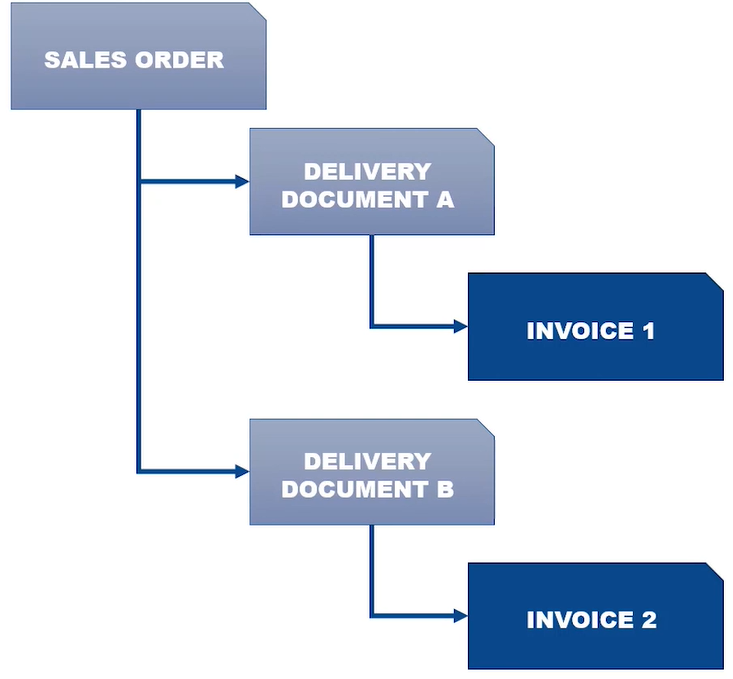 SALES ORDER
DELIVERY
DOCUMENT A
INVOICE 1
DELIVERY
DOCUMENT B
INVOICE 2